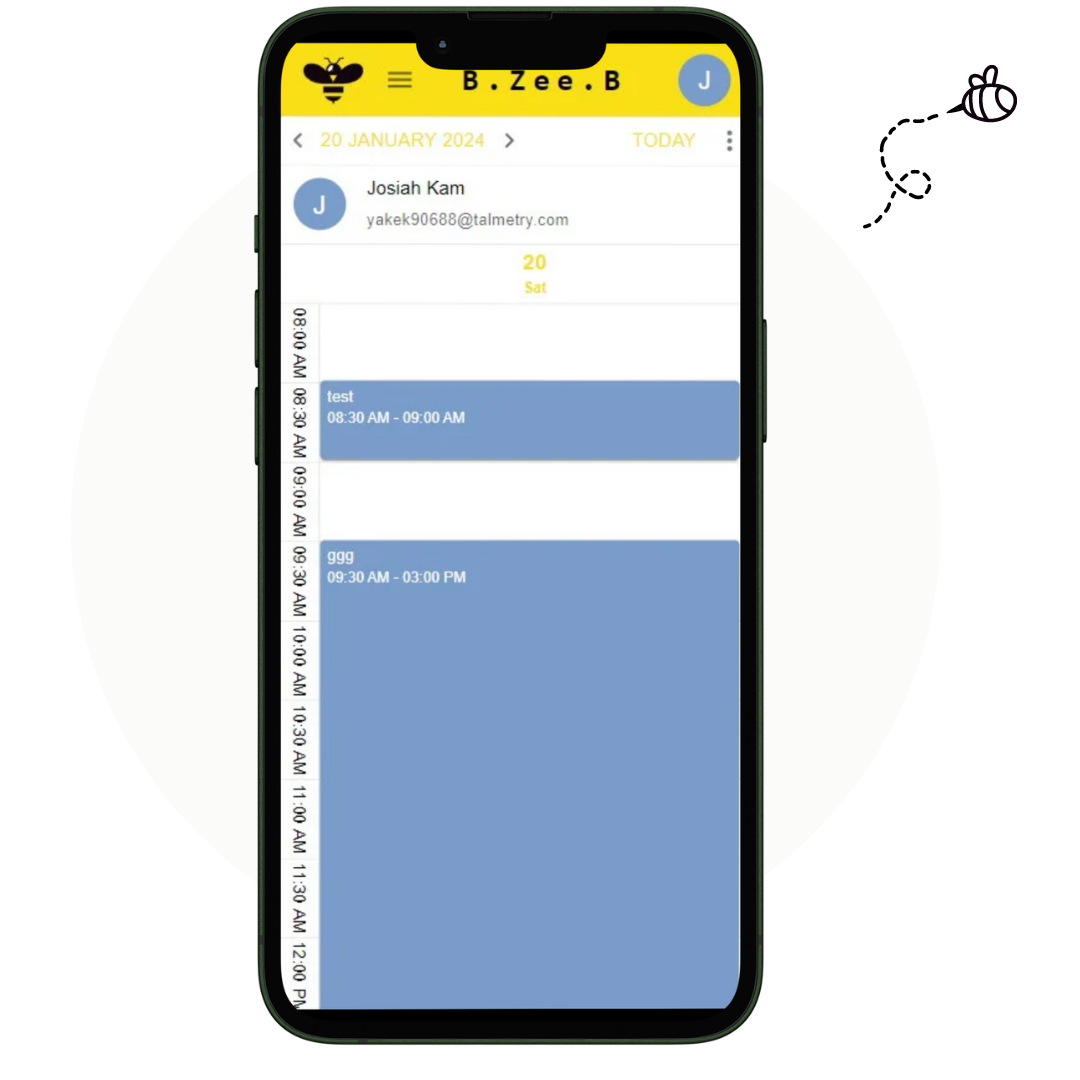 B.Zee.B
J
20 JANUARY 2024
TODAY
J
Josiah Kam
yakek90688@talmetry.com
20
Sat
08:00 AM
08:30 AM
test
08:30 AM - 09:00 AM
09:00 AM
09:30 AM
ggg
09:30 AM - 03:00 PM
10:00 AM
10:30 AM
11:00 AM
11:30 AM
12:00 PM